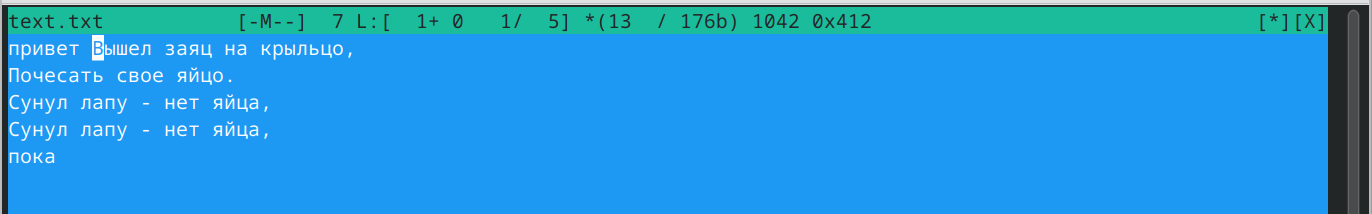 text.txt [-M--] 7 L:[ 1+ 0 1/ 5] *(13 / 176b) 1042 0x412 [*][X]
привет Вышел заяц на крыльцо,
Почесать свое яйцо.
Сунул лапу - нет яйца,
Сунул лапу - нет яйца,
пока